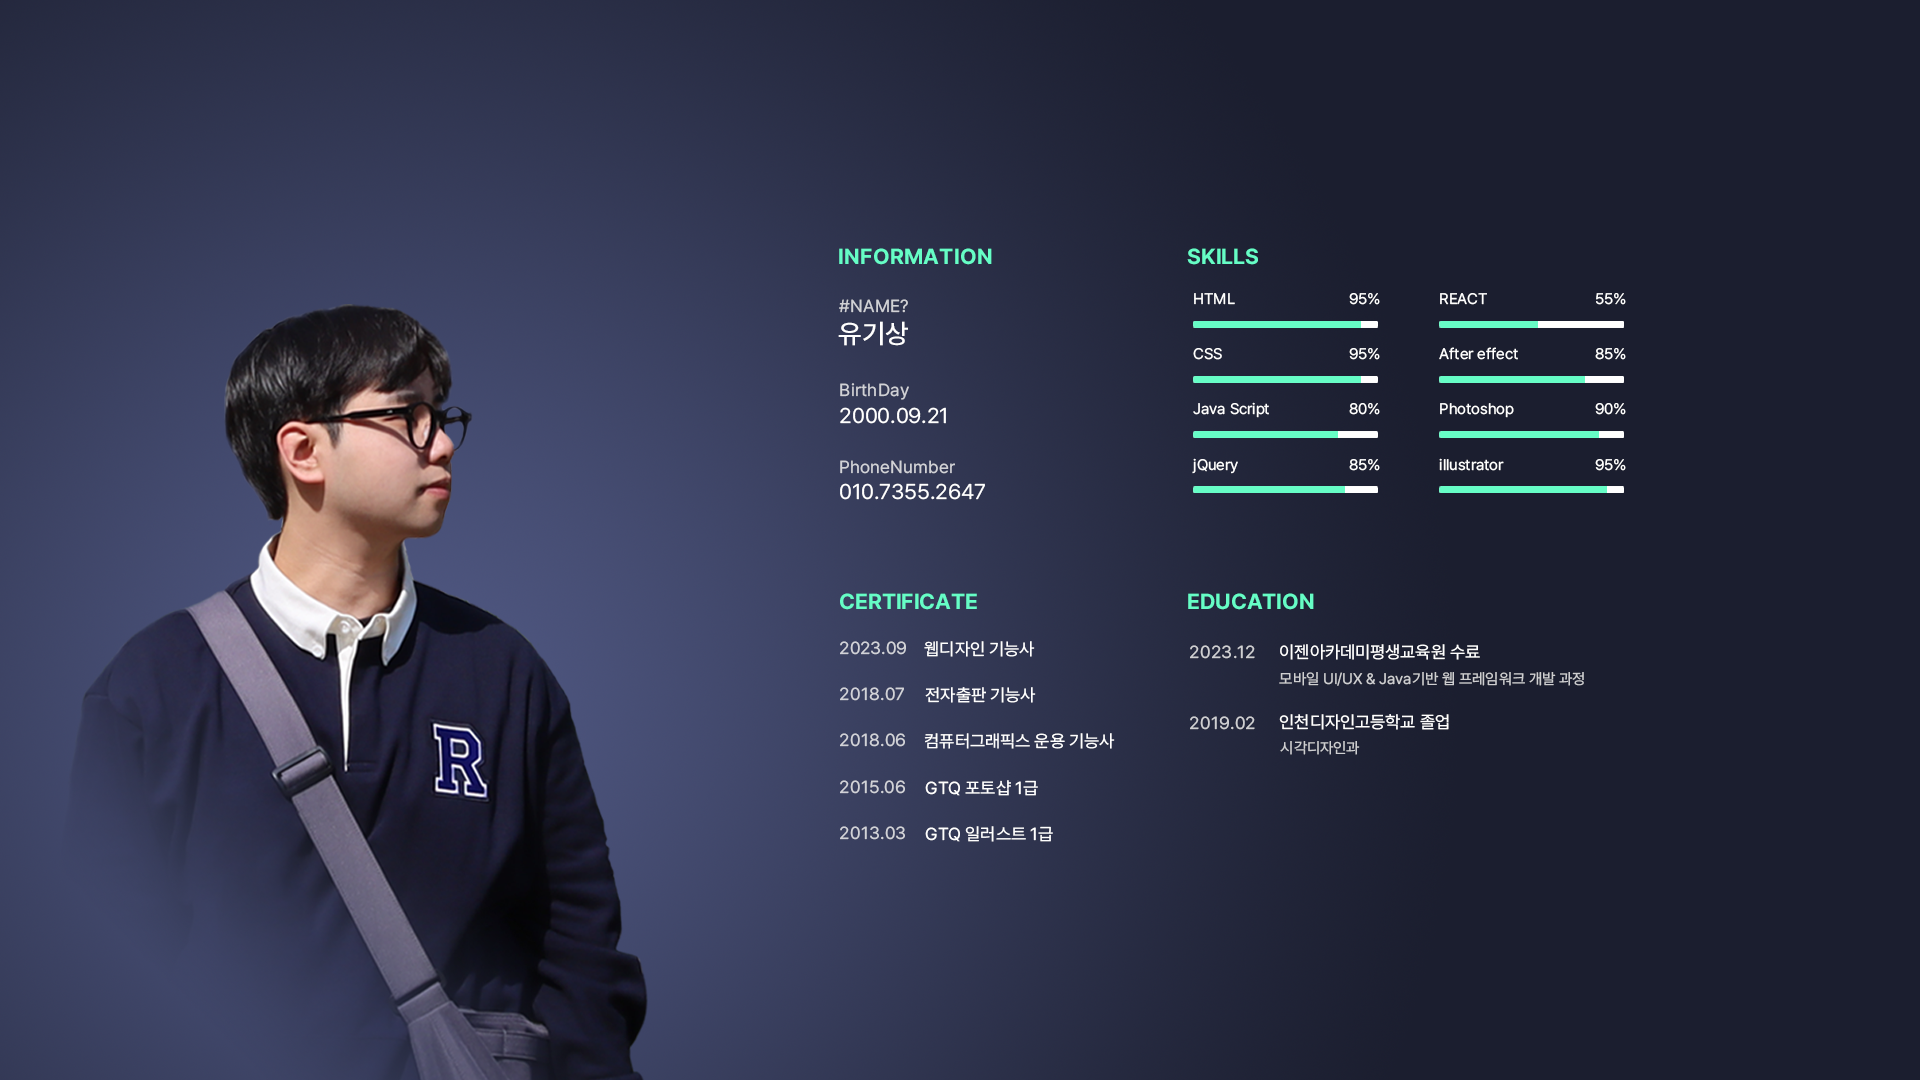 INFORMATION
#NAME?
유기상
BirthDay
2000.09.21
PhoneNumber
010.7355.2647
SKILLS
HTML 95%
CSS 95%
Java Script 80%
jQuery 85%
REACT 55%
After effect 85%
Photoshop 90%
illustrator 95%
CERTIFICATE
2023.09 웹디자인 기능사
2018.07 전자출판 기능사
2018.06 컴퓨터그래픽스 운용 기능사
2015.06 GTQ 포토샵 1급
2013.03 GTQ 일러스트 1급
EDUCATION
2023.12 이젠아카데미평생교육원 수료
모바일 UI/UX & Java기반 웹 프레임워크 개발 과정
2019.02 인천디자인고등학교 졸업
시각디자인과
R